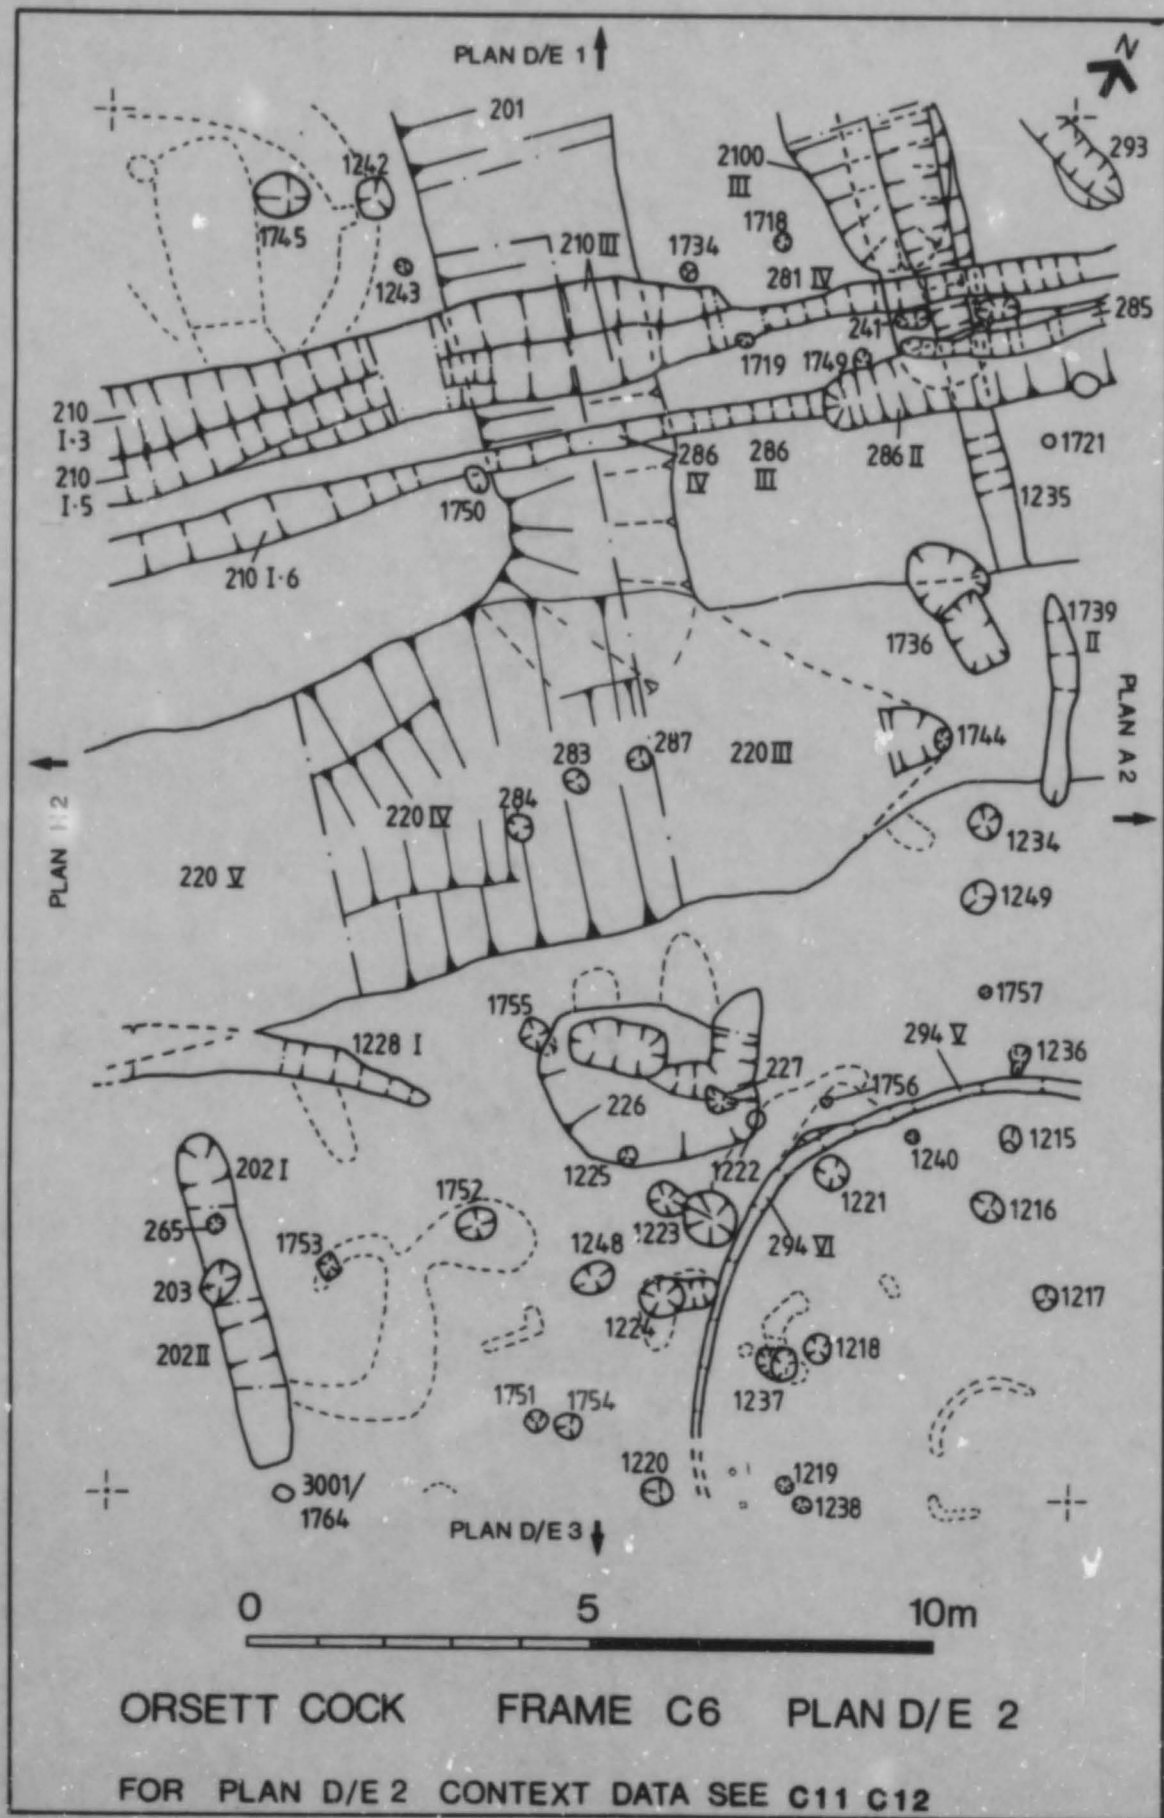 PLAN D/E 1
N
201
293
2100
III
1242
1745
1718
1734
210 III
281 IV
1243
285
241
1719
1749
210
I·3
210
I·5
286
IV
286
III
286 II
1721
1235
1750
210 I·6
1739
II
1736
PLAN A2
1744
283
287
220 III
284
220 IV
220 V
1234
1249
1757
1755
1228 I
294 V
1236
227
1756
226
1215
1240
1225
1222
202 I
1221
1752
1216
265
1223
1753
1248
294 VI
203
1217
1224
202 II
1218
1237
1751
1754
1220
1219
3001/
1764
1238
PLAN D/E 3
0 5 10m
ORSETT COCK FRAME C6 PLAN D/E 2
FOR PLAN D/E 2 CONTEXT DATA SEE C11 C12
PLAN